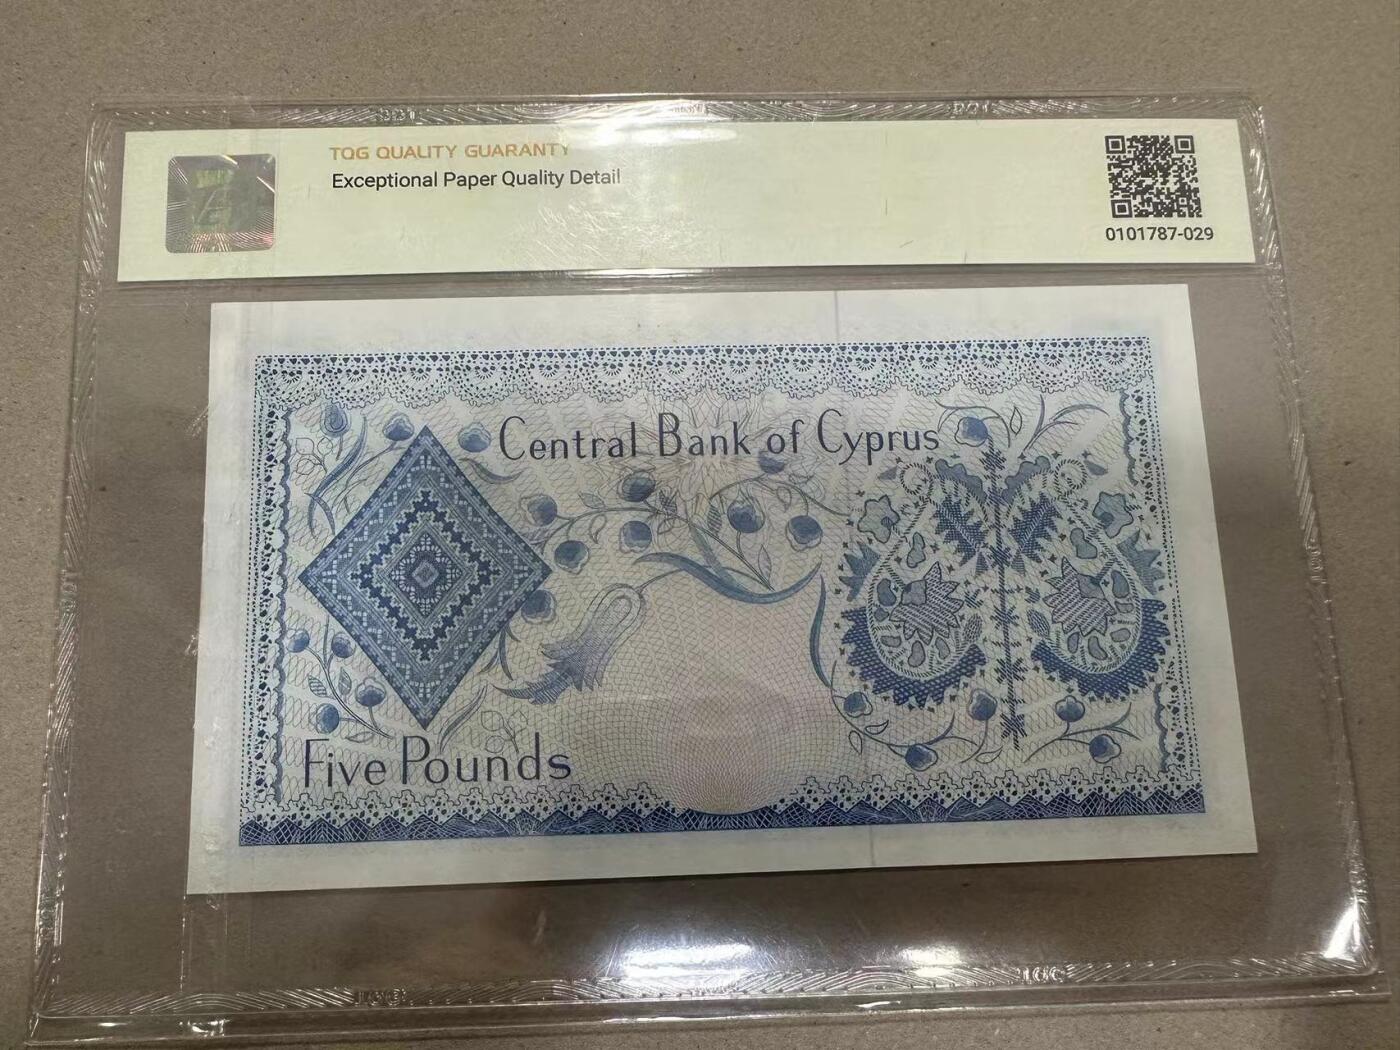 TQG QUALITY GUARANTY
Exceptional Paper Quality Detail
0101787-029
Central Bank of Cyprus
Five Pounds